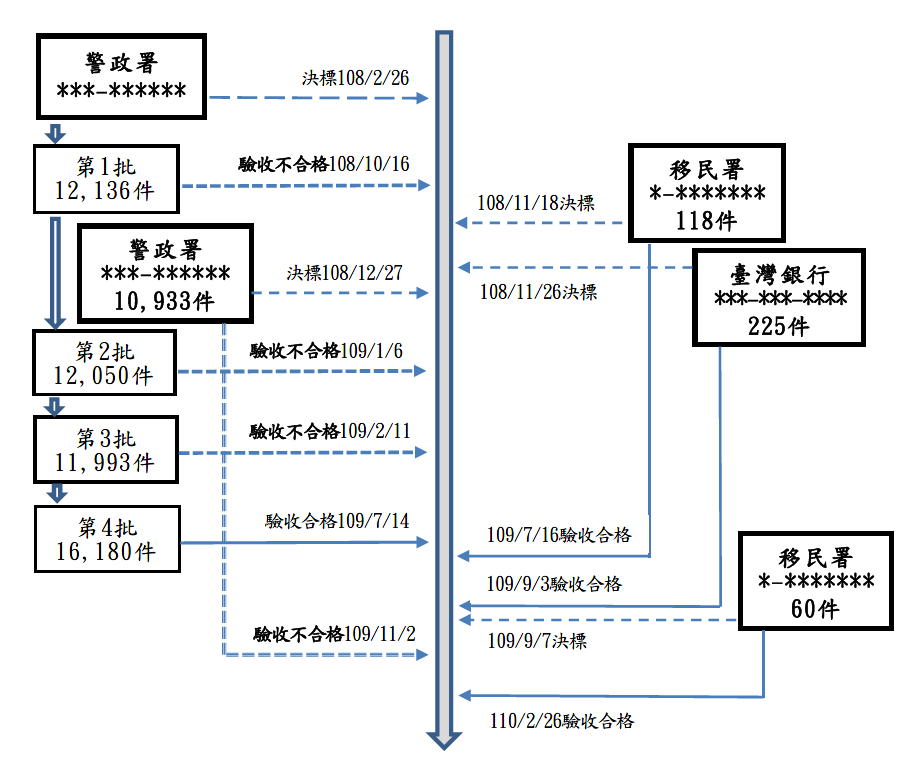 警政署
***-******
決標108/2/26
第1批
12,136件
驗收不合格108/10/16
移民署
*-*******
118件
108/11/18決標
警政署
***-******
10,933件
決標108/12/27
臺灣銀行
***-***-****
225件
108/11/26決標
第2批
12,050件
驗收不合格109/1/6
第3批
11,993件
驗收不合格109/2/11
第4批
16,180件
驗收合格109/7/14
109/7/16驗收合格
移民署
*-*******
60件
109/9/3驗收合格
驗收不合格109/11/2
109/9/7決標
110/2/26驗收合格